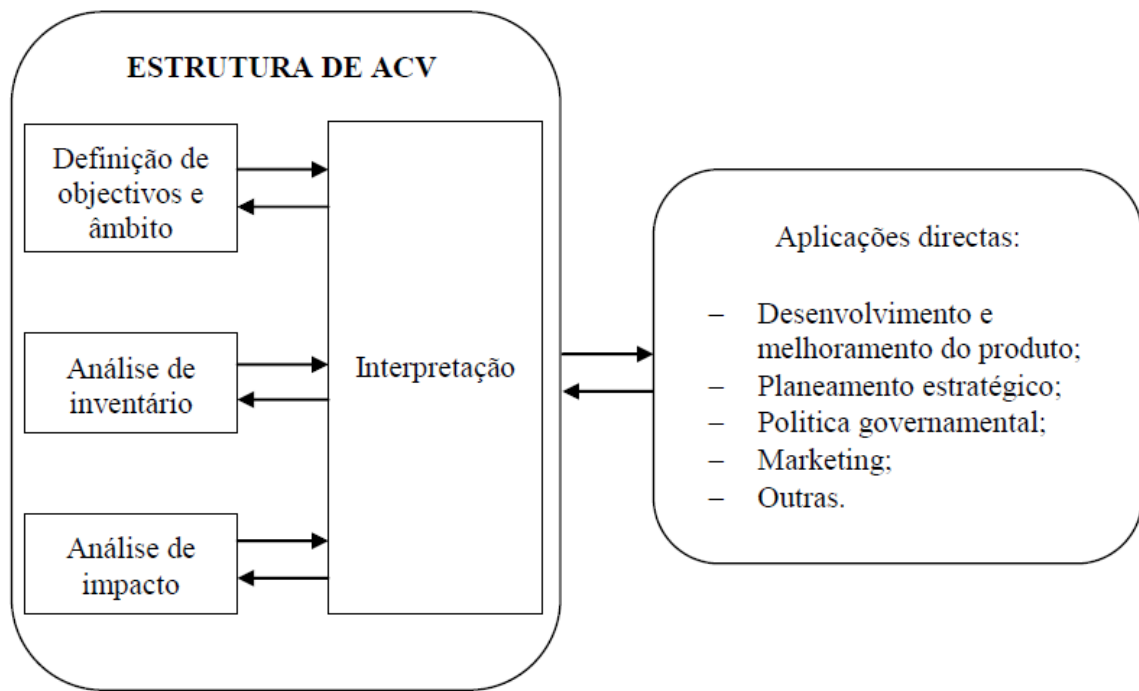 ESTRUTURA DE ACV
Definição de
objectivos e
âmbito
Análise de
inventário
Análise de
impacto
Interpretação
Aplicações directas:
– Desenvolvimento e
melhoramento do produto;
– Planeamento estratégico;
– Politica governamental;
– Marketing;
– Outras.